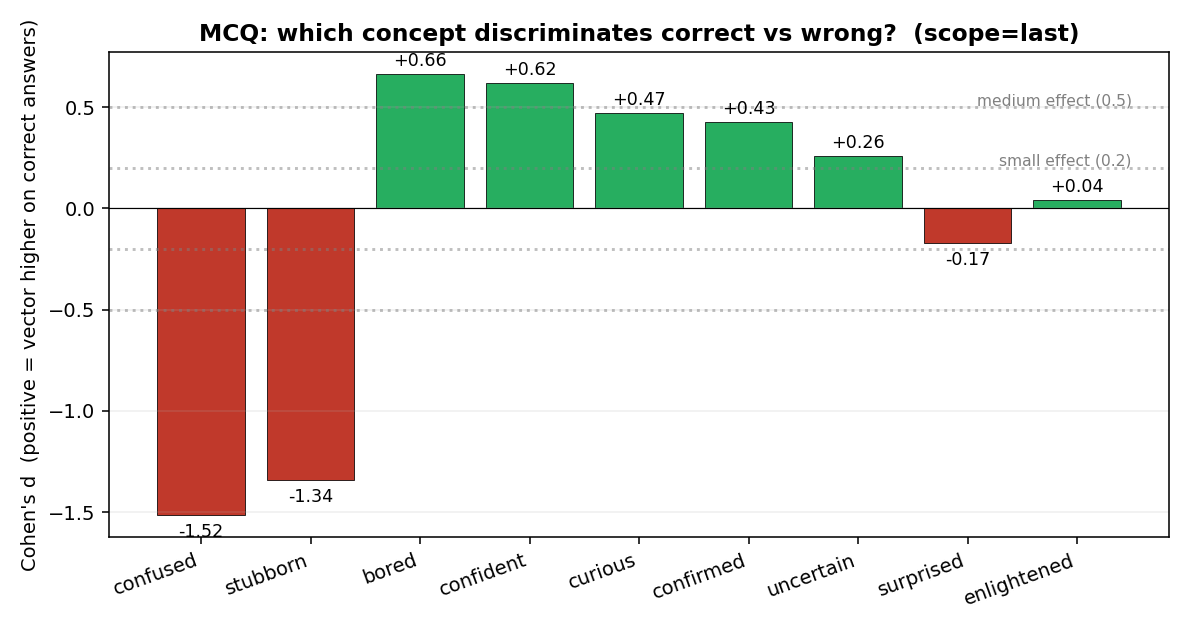 MCQ: which concept discriminates correct vs wrong?  (scope=last)
Cohen's d  (positive = vector higher on correct answers)
0.5
0.0
−0.5
−1.0
−1.5
medium effect (0.5)
small effect (0.2)
-1.52
-1.34
+0.66
+0.62
+0.47
+0.43
+0.26
-0.17
+0.04
confused
stubborn
bored
confident
curious
confirmed
uncertain
surprised
enlightened